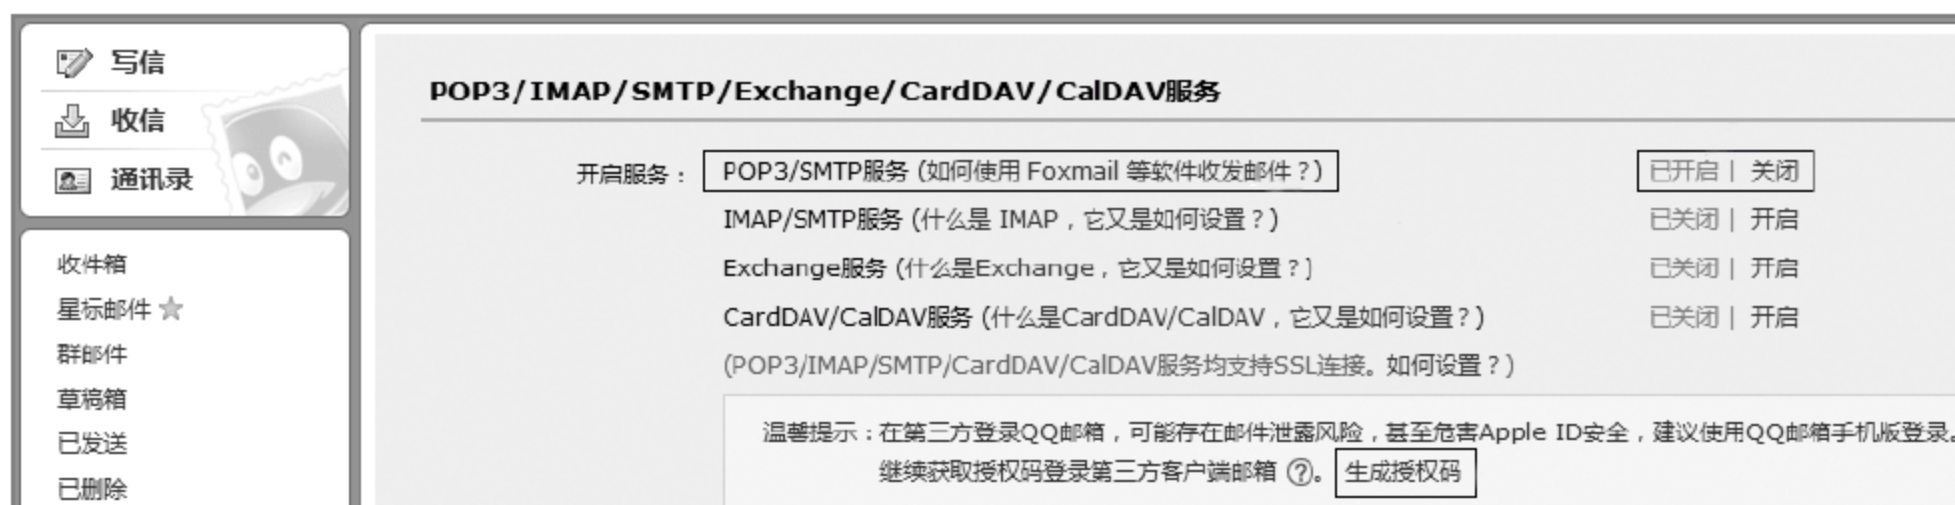 写信
收信
通讯录
收件箱
星标邮件
群邮件
草稿箱
已发送
已删除
POP3/IMAP/SMTP/Exchange/CardDAV/CalDAV服务
开启服务： POP3/SMTP服务 (如何使用 Foxmail 等软件收发邮件？) 已开启 | 关闭
IMAP/SMTP服务 (什么是 IMAP，它又是如何设置？) 已关闭 | 开启
Exchange服务 (什么是Exchange，它又是如何设置？) 已关闭 | 开启
CardDAV/CalDAV服务 (什么是CardDAV/CalDAV，它又是如何设置？) 已关闭 | 开启
(POP3/IMAP/SMTP/CardDAV/CalDAV服务均支持SSL连接。如何设置？)
温馨提示：在第三方登录QQ邮箱，可能存在邮件泄露风险，甚至危害Apple ID安全，建议使用QQ邮箱手机版登录。
继续获取授权码登录第三方客户端邮箱 ?。 生成授权码